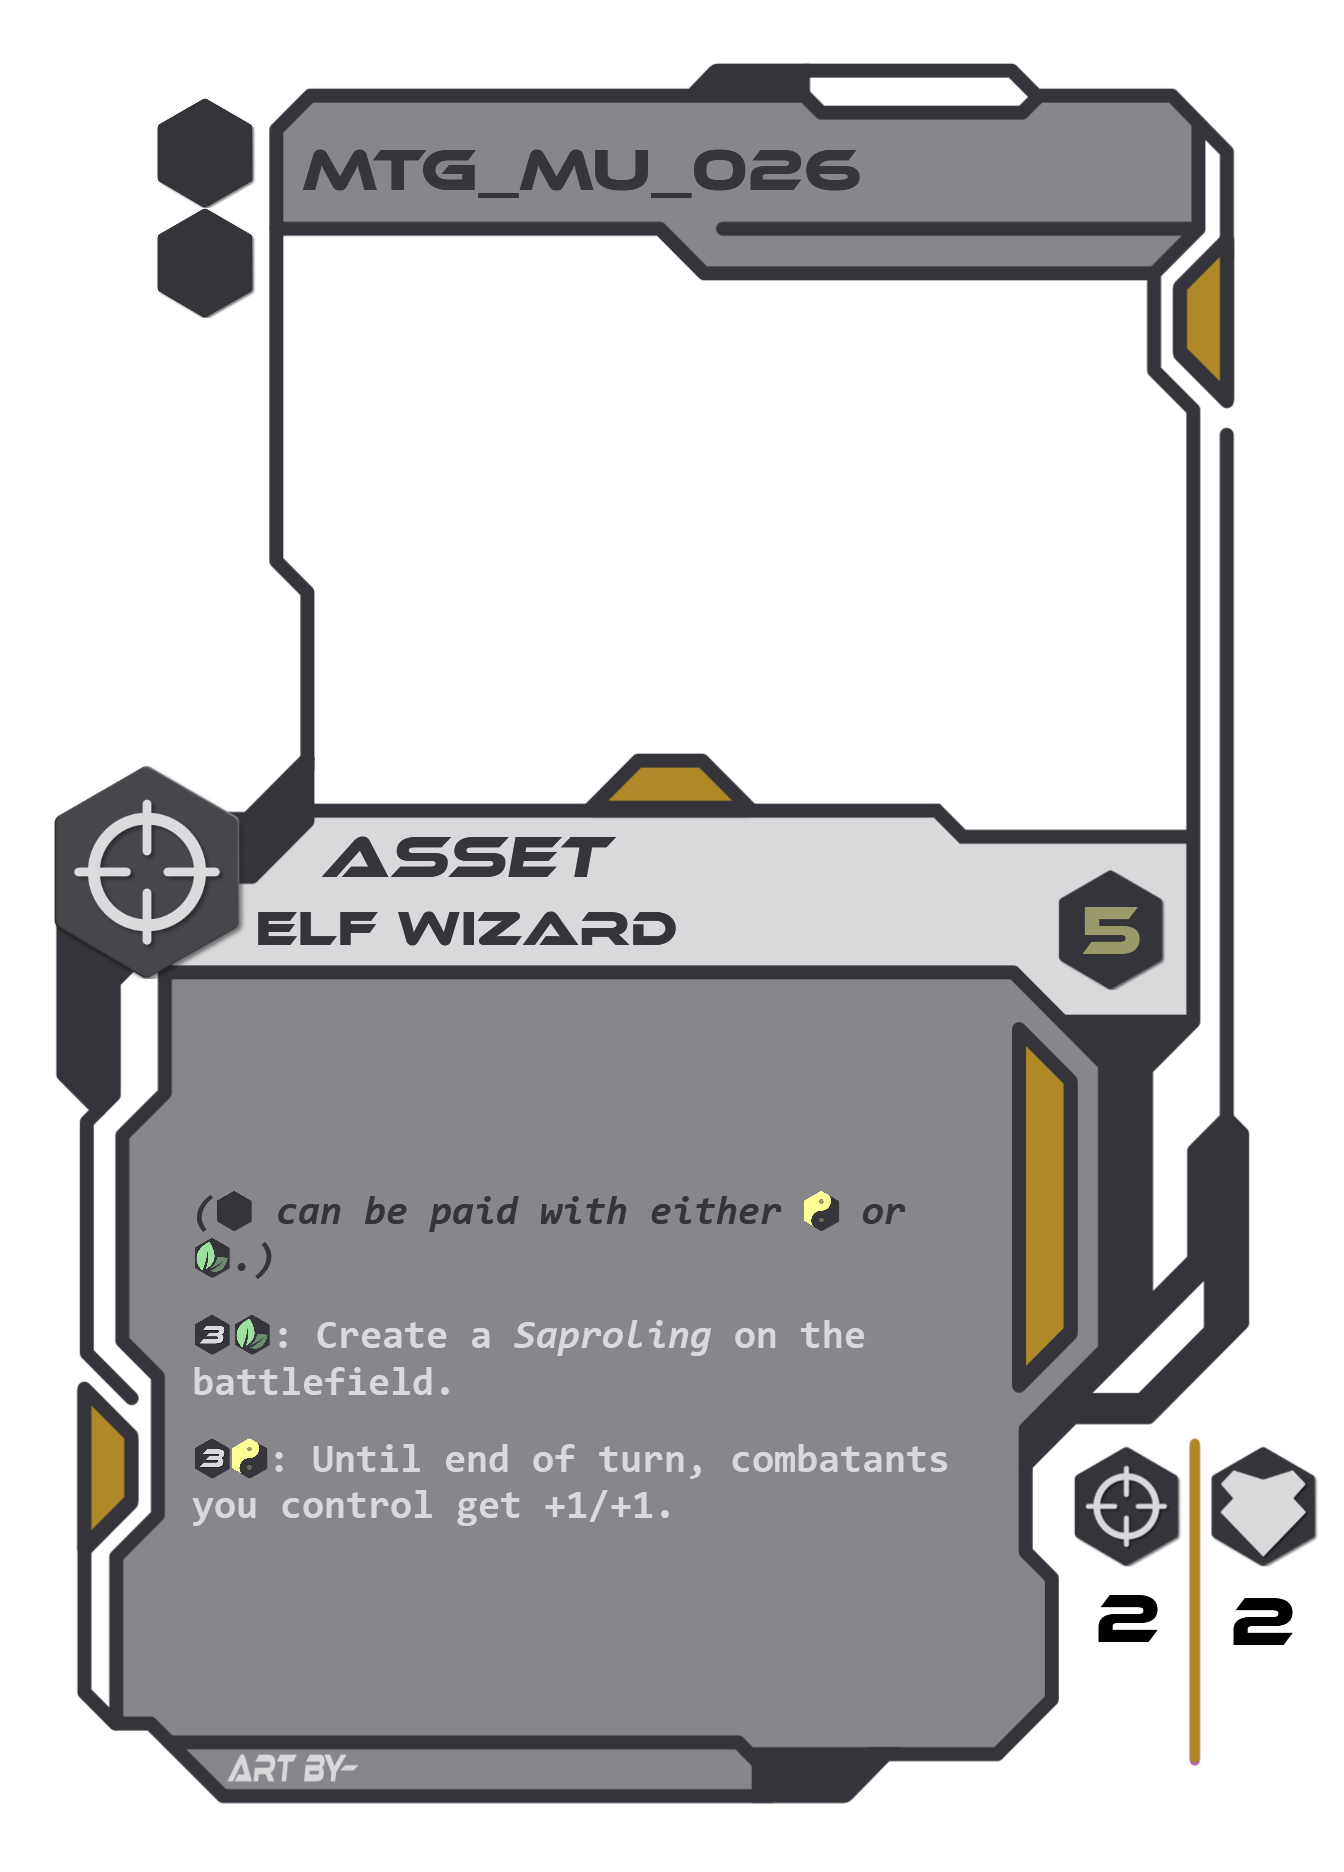 MTG_MU_026
ASSET
ELF WIZARD
5
( can be paid with either or
.)
3: Create a Saproling on the
battlefield.
3: Until end of turn, combatants
you control get +1/+1.
2 2
ART BY-